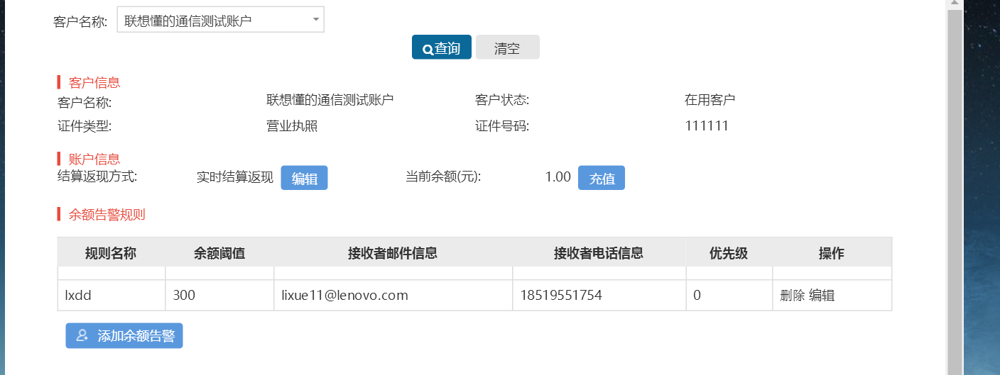 客户名称: 联想懂的通信测试账户
查询 清空
客户信息
客户名称: 联想懂的通信测试账户 客户状态: 在用客户
证件类型: 营业执照 证件号码: 111111
账户信息
结算返现方式: 实时结算返现 编辑 当前余额(元): 1.00 充值
余额告警规则
规则名称 余额阈值 接收者邮件信息 接收者电话信息 优先级 操作
lxdd 300 lixue11@lenovo.com 18519551754 0 删除 编辑
添加余额告警